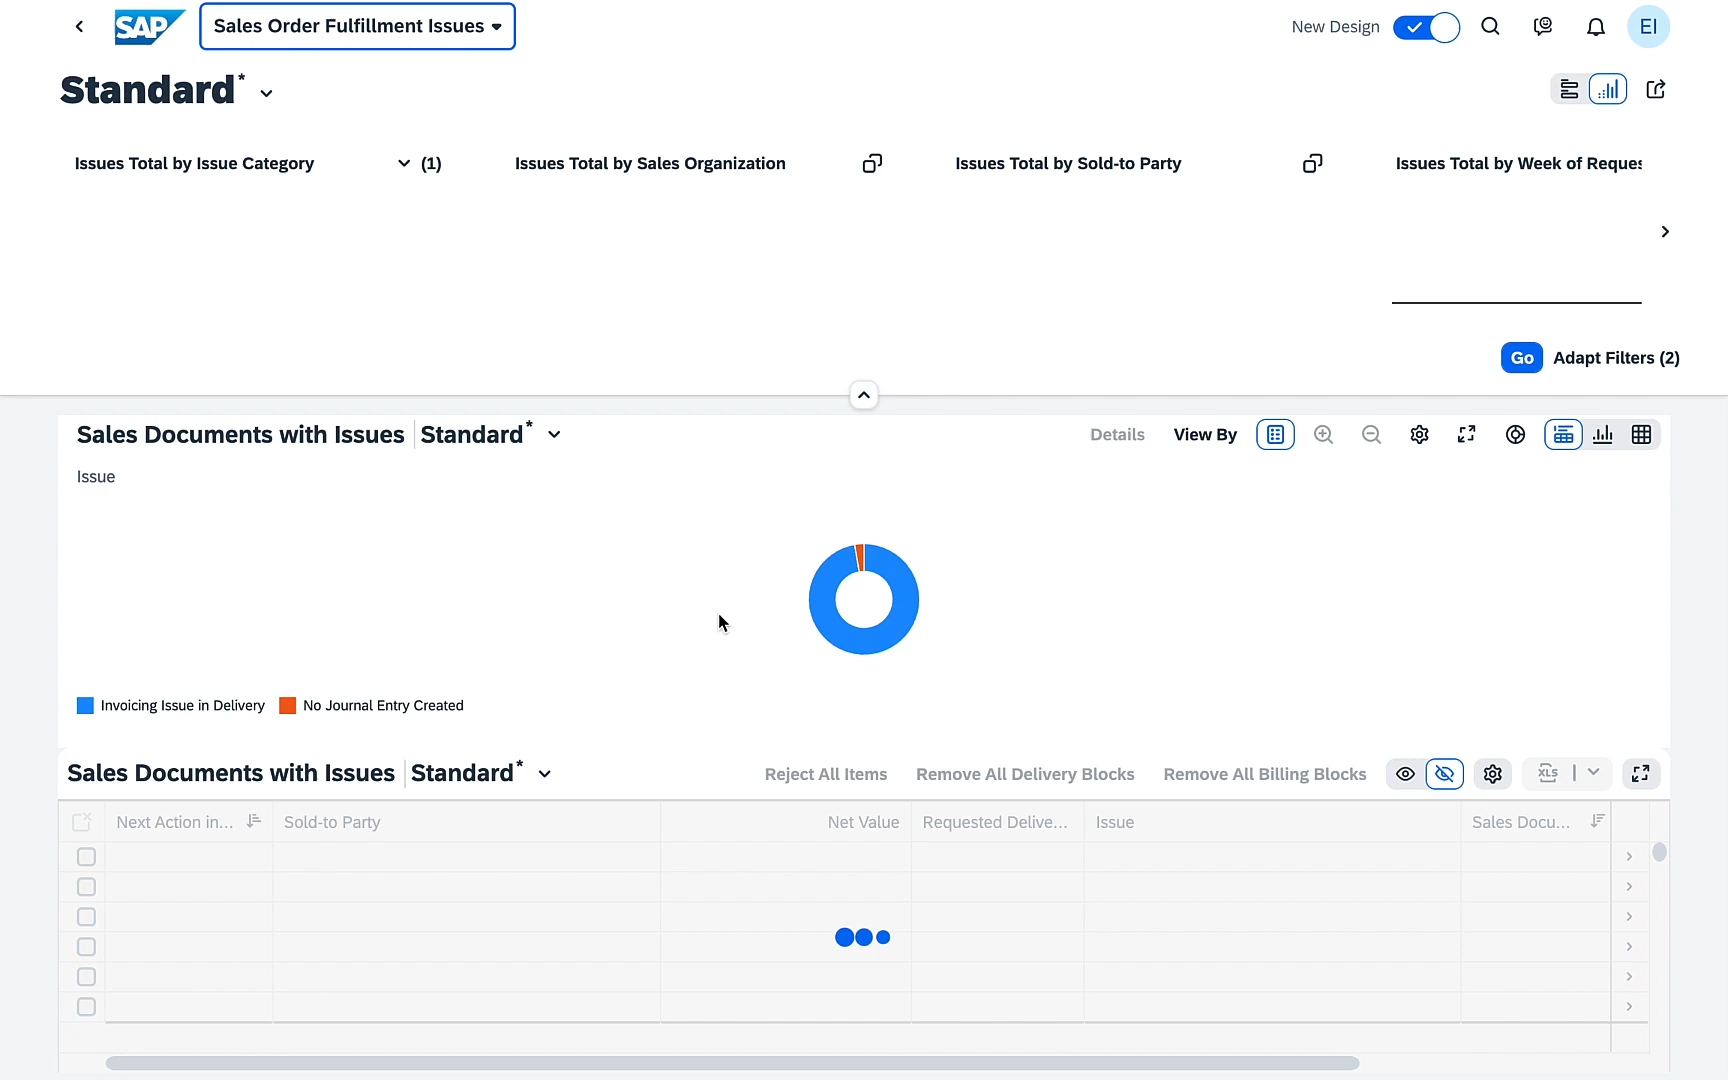 SAP Sales Order Fulfillment Issues
New Design
EI
Standard*
Issues Total by Issue Category (1)
Issues Total by Sales Organization
Issues Total by Sold-to Party
Issues Total by Week of Reques
Go Adapt Filters (2)
Sales Documents with Issues Standard*
Details View By
Issue
Invoicing Issue in Delivery No Journal Entry Created
Sales Documents with Issues Standard*
Reject All Items Remove All Delivery Blocks Remove All Billing Blocks XLS
Next Action in... Sold-to Party Net Value Requested Delive... Issue Sales Docu...